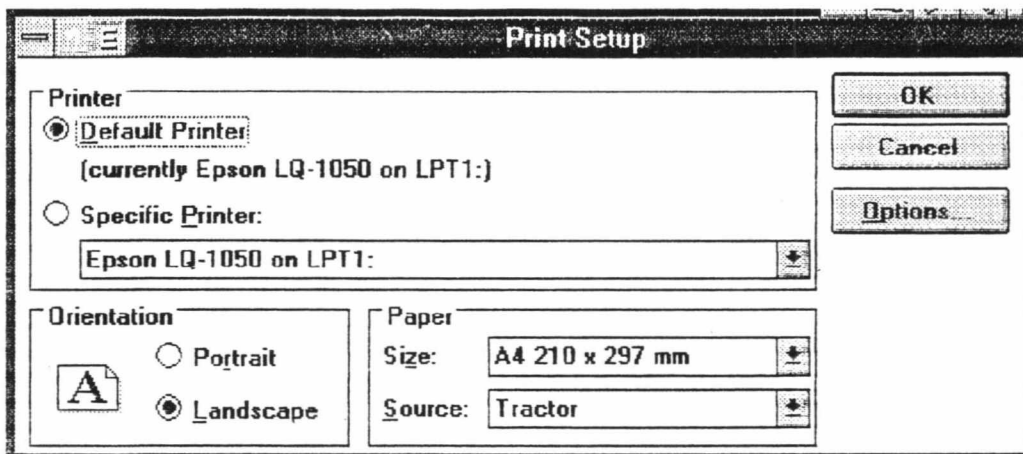 Print Setup
Printer
Default Printer
(currently Epson LQ-1050 on LPT1:)
Specific Printer:
Epson LQ-1050 on LPT1:
OK
Cancel
Options...
Orientation
A
Portrait
Landscape
Paper
Size: A4 210 x 297 mm
Source: Tractor